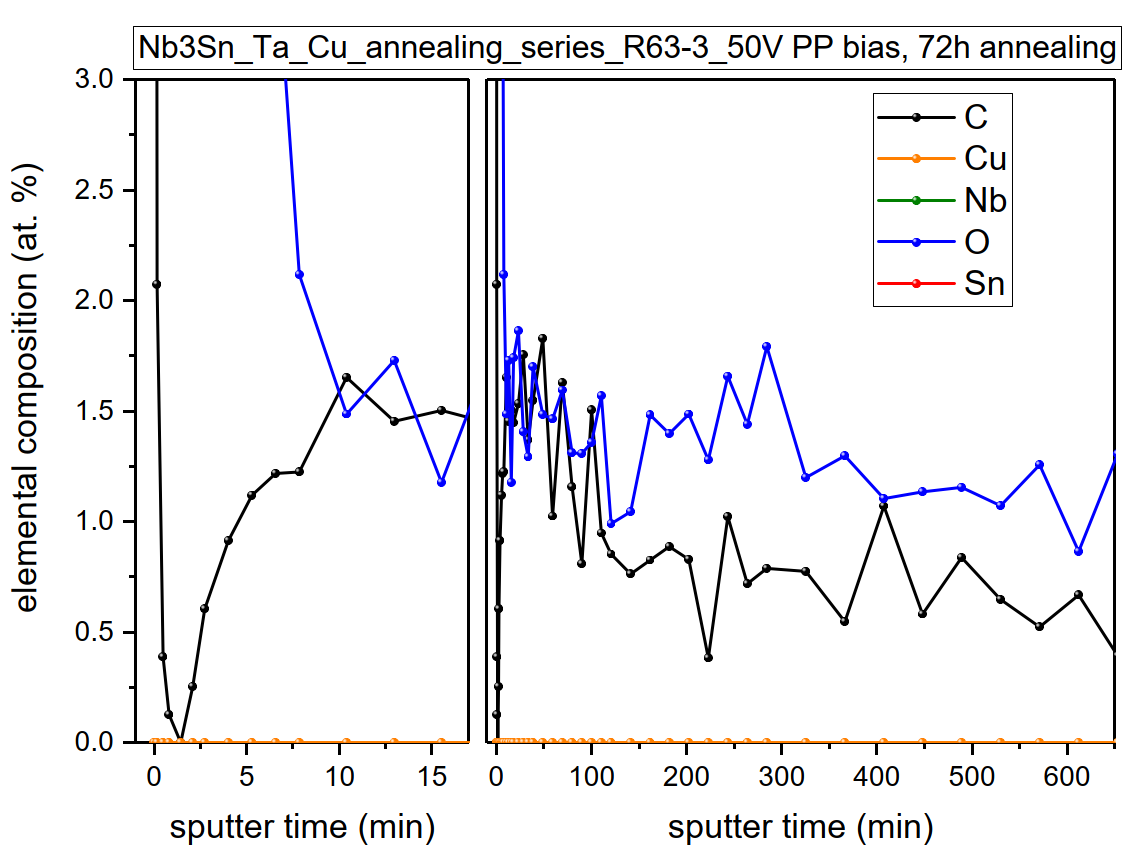 Nb3Sn_Ta_Cu_annealing_series_R63-3_50V PP bias, 72h annealing
elemental composition (at. %)
3.0
2.5
2.0
1.5
1.0
0.5
0.0
C
Cu
Nb
O
Sn
0 5 10 15
0 100 200 300 400 500 600
sputter time (min)
sputter time (min)